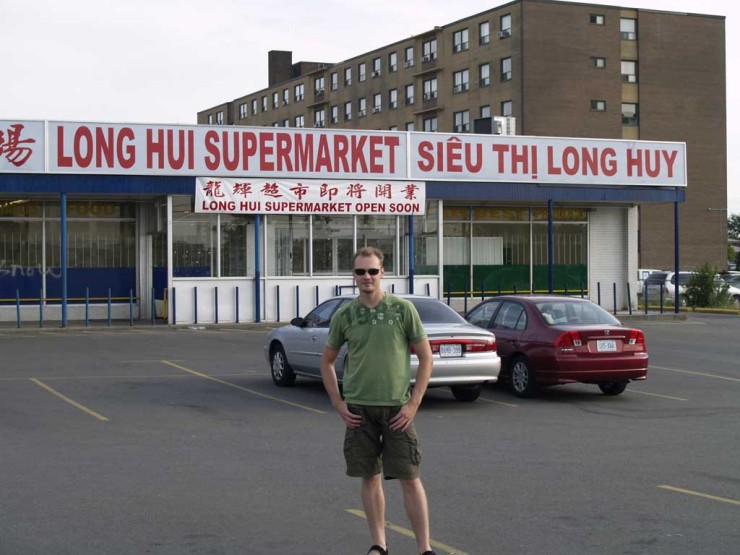 場
LONG HUI SUPERMARKET
SIÊU THỊ LONG HUY
龍輝超市即將開業
LONG HUI SUPERMARKET OPEN SOON